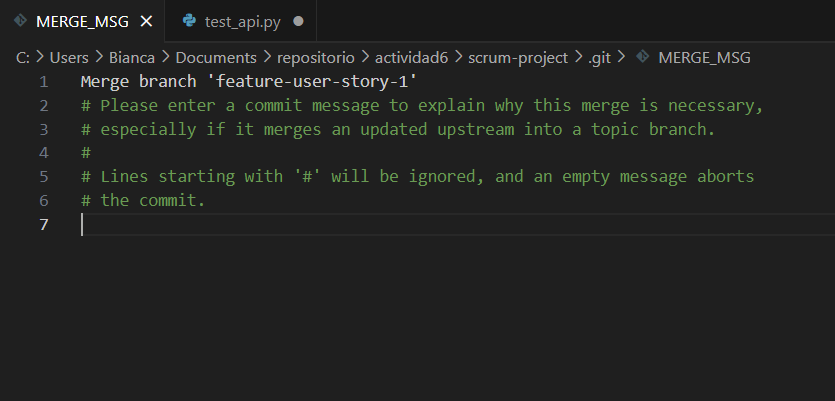 MERGE_MSG test_api.py
C: > Users > Bianca > Documents > repositorio > actividad6 > scrum-project > .git > MERGE_MSG
1 Merge branch 'feature-user-story-1'
2 # Please enter a commit message to explain why this merge is necessary,
3 # especially if it merges an updated upstream into a topic branch.
4 #
5 # Lines starting with '#' will be ignored, and an empty message aborts
6 # the commit.
7